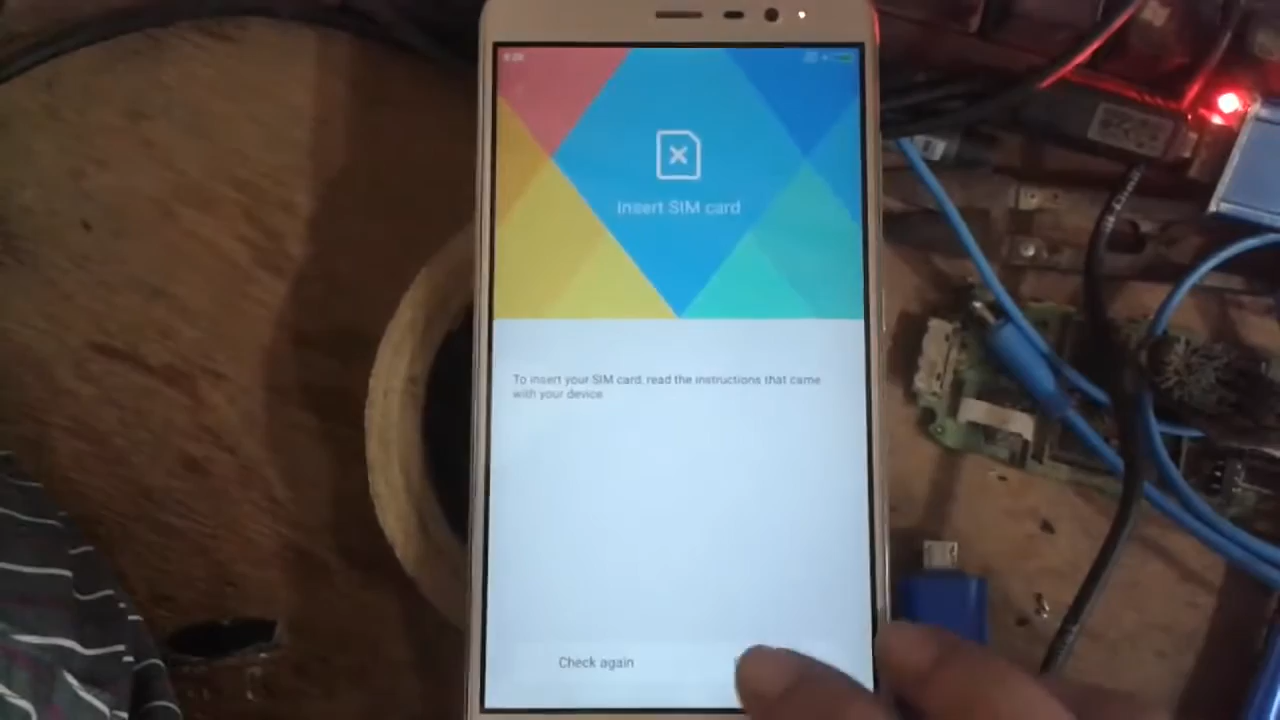 Insert SIM card
To insert your SIM card, read the instructions that came
with your device
Check again